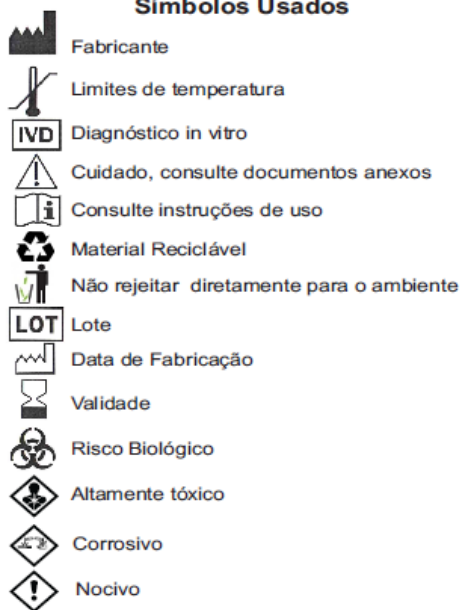 Símbolos Usados
Fabricante
Limites de temperatura
IVD Diagnóstico in vitro
Cuidado, consulte documentos anexos
Consulte instruções de uso
Material Reciclável
Não rejeitar diretamente para o ambiente
LOT Lote
Data de Fabricação
Validade
Risco Biológico
Altamente tóxico
Corrosivo
Nocivo